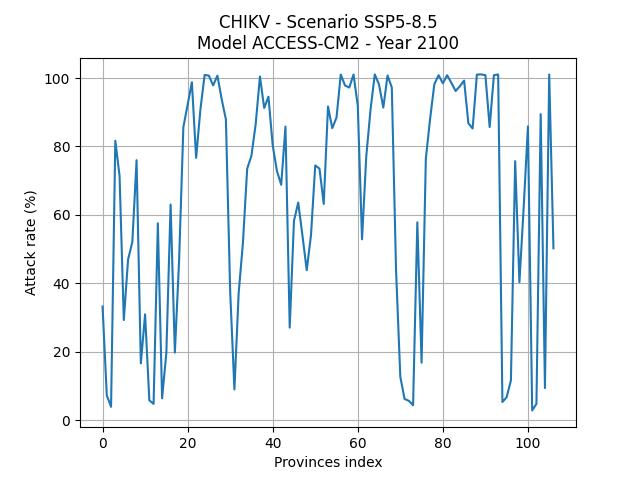 CHIKV - Scenario SSP5-8.5
Model ACCESS-CM2 - Year 2100
100
80
60
40
20
0
Attack rate (%)
0 20 40 60 80 100
Provinces index